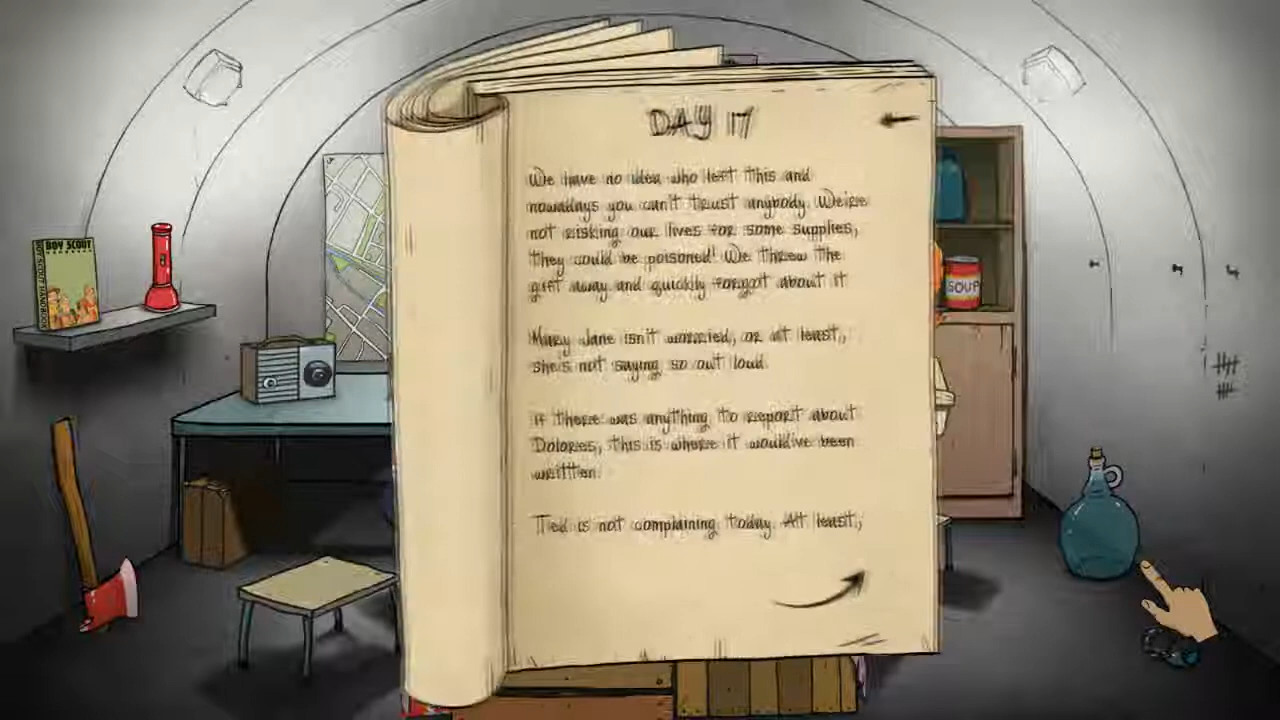 DAY 17
We have no idea who left this and
nowadays you can't trust anybody. We're
not risking our lives for some supplies,
they could be poisoned! We threw the
gift away and quickly forgot about it
Mary Jane isn't worried, or at least,
she's not saying so out loud.
If there was anything to report about
Dolores, this is where it would've been
written.
Ted is not complaining today. At least,
BOY SCOUT
BOY SCOUT HANDBOOK
SOUP